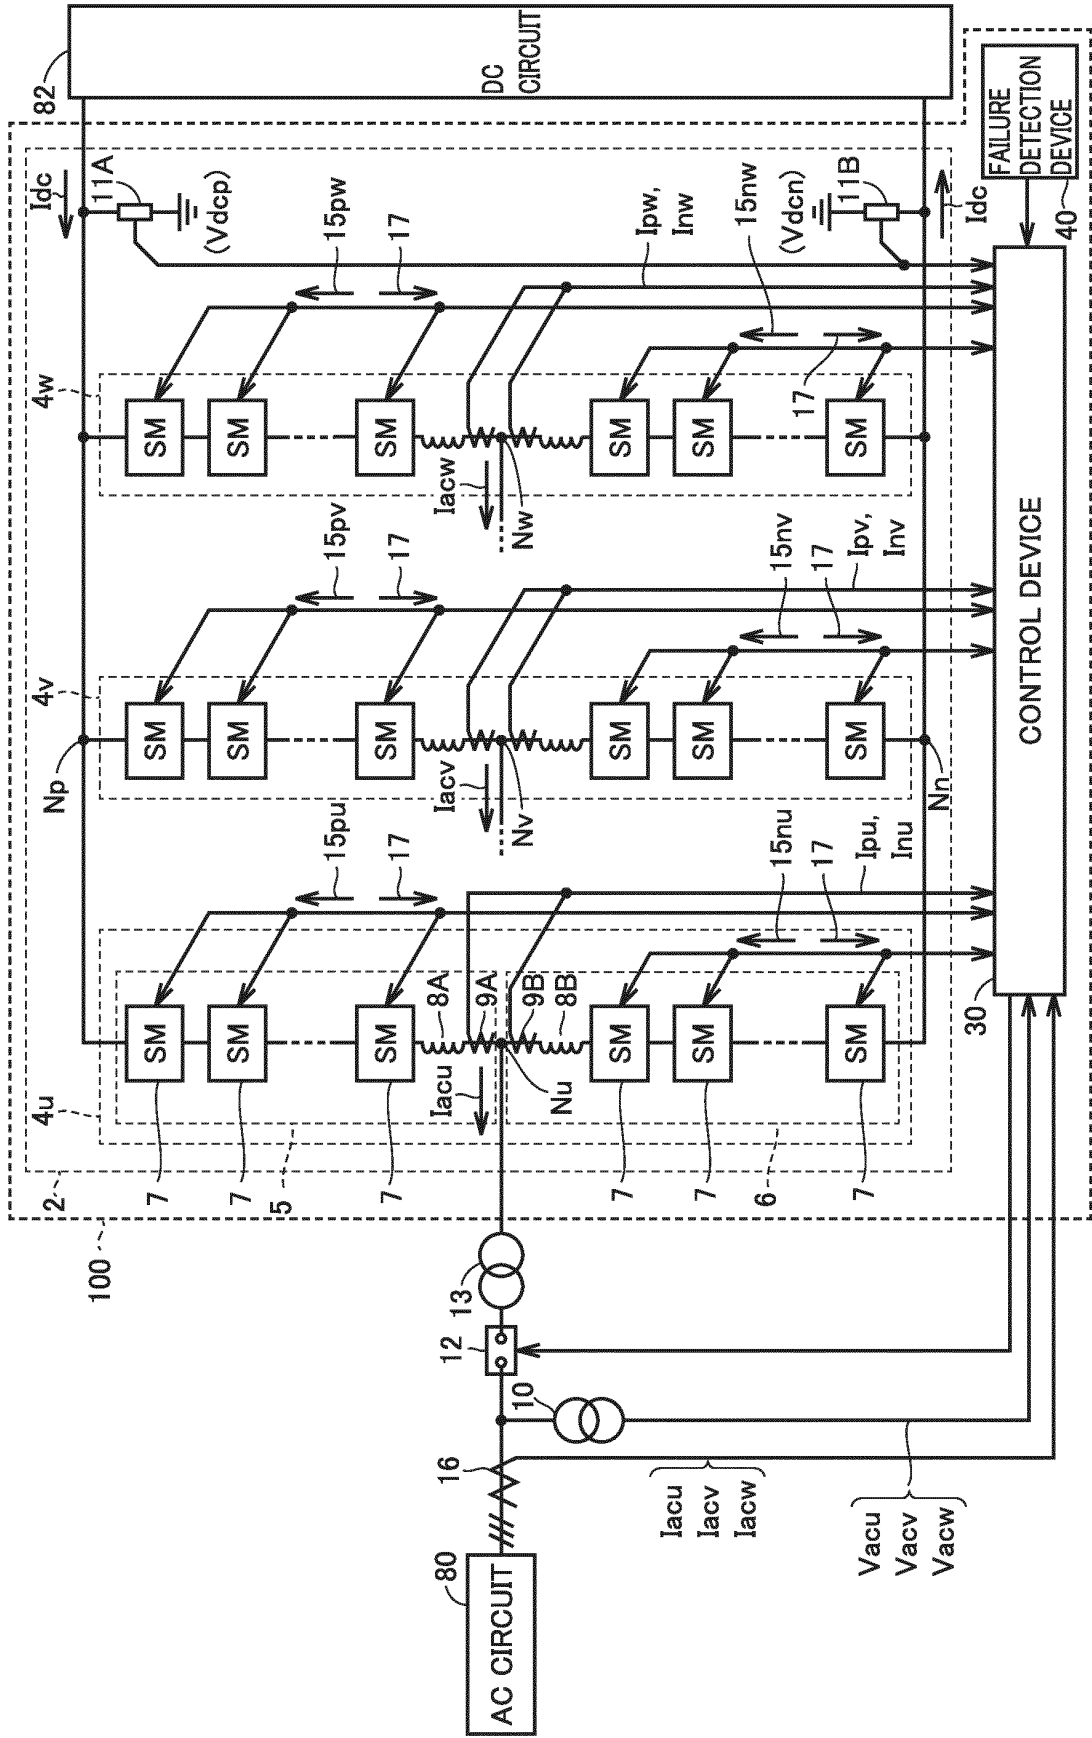 100
2
4u
4v
4w
82
Np
Idc
11A
(Vdcp)
DC
CIRCUIT
SM
SM
SM
SM
SM
SM
SM
SM
SM
7
7
7
5
15pu
17
15pv
17
15pw
17
8A
9A
9B
8B
Iacu
Iacv
Iacw
Nu
Nv
Nw
AC CIRCUIT
80
16
10
12
13
Ipw,
Inw
15nw
17
(Vdcn)
11B
SM
SM
SM
SM
SM
SM
SM
SM
SM
7
7
7
6
15nu
17
15nv
17
Ipu,
Inu
Ipv,
Inv
Iacu
Iacv
Iacw
Vacu
Vacv
Vacw
Nn
Idc
30
CONTROL DEVICE
40
FAILURE
DETECTION
DEVICE